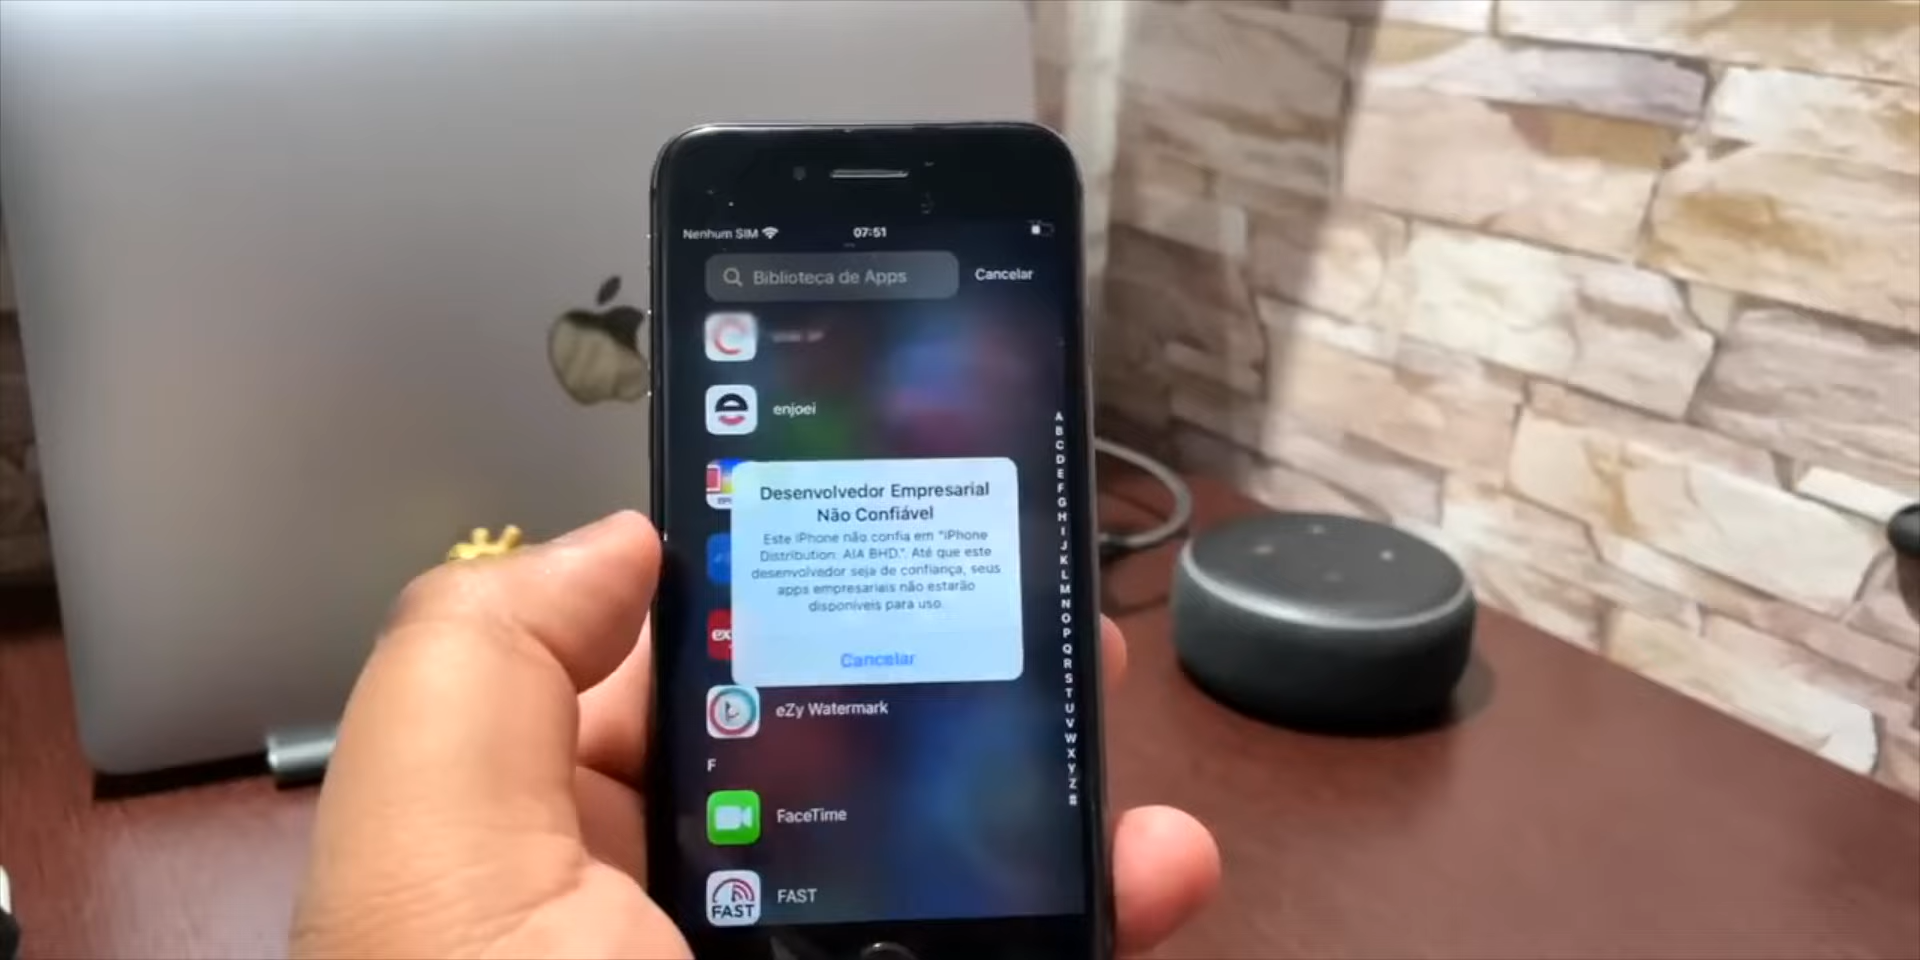 Nenhum SIM
07:51
Biblioteca de Apps
Cancelar
enjoei
Desenvolvedor Empresarial
Não Confiável
Este iPhone não confia em "iPhone
Distribution: AIA BHD.". Até que este
desenvolvedor seja de confiança, seus
apps empresariais não estarão
disponíveis para uso.
Cancelar
eZy Watermark
F
FaceTime
FAST
FAST
A
B
C
D
E
F
G
H
I
J
K
L
M
N
O
P
Q
R
S
T
U
V
W
X
Y
Z
#